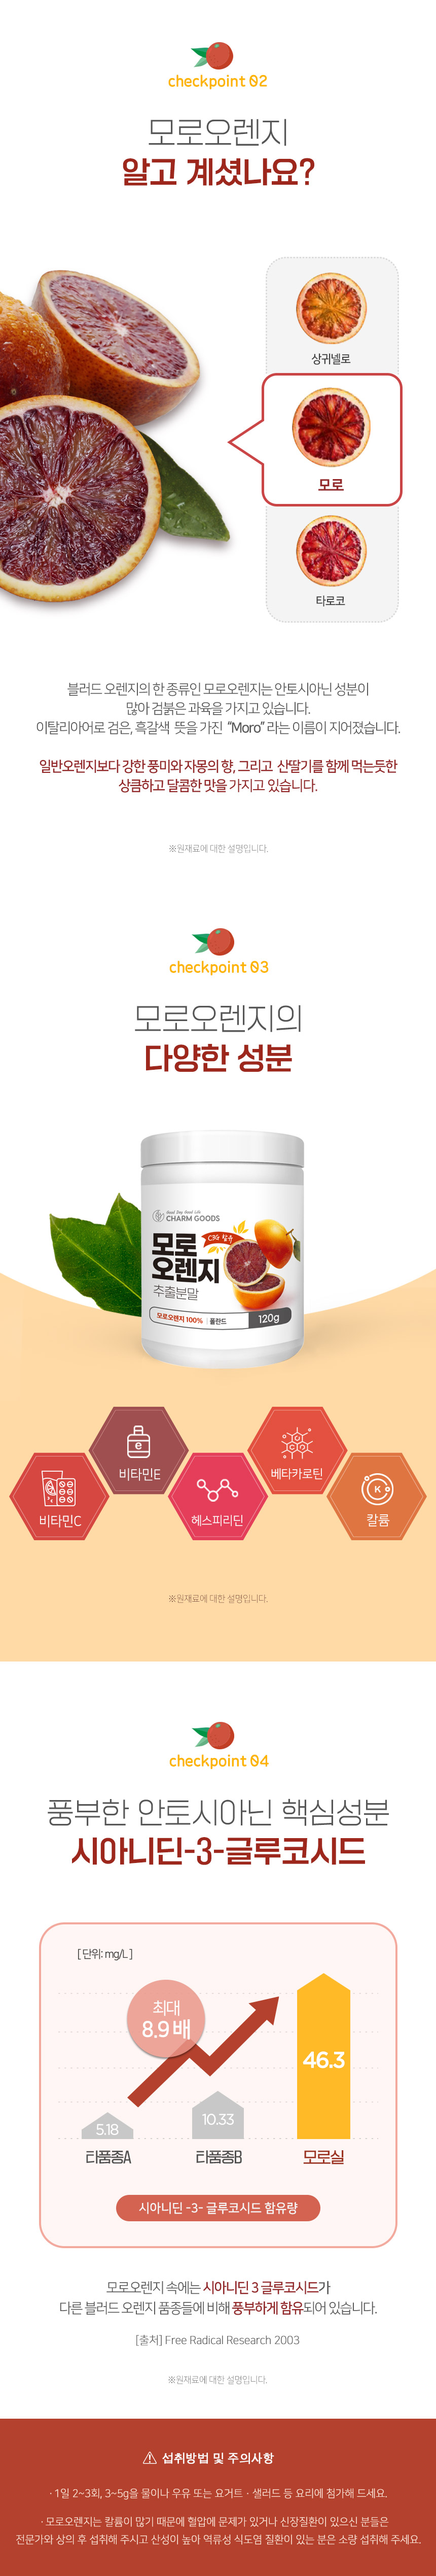 checkpoint 02
모로오렌지
알고 계셨나요?
상귀넬로
모로
타로코
블러드 오렌지의 한 종류인 모로오렌지는 안토시아닌 성분이
많아 검붉은 과육을 가지고 있습니다.
이탈리아어로 검은, 흑갈색 뜻을 가진 “Moro” 라는 이름이 지어졌습니다.
일반오렌지보다 강한 풍미와 자몽의 향, 그리고 산딸기를 함께 먹는듯한
상큼하고 달콤한 맛을 가지고 있습니다.
※원재료에 대한 설명입니다.
checkpoint 03
모로오렌지의
다양한 성분
Good Day Good Life
CHARM GOODS
모로
오렌지
C3G 함유
추출분말
모로오렌지 100% | 폴란드
120g
비타민C
비타민E
헤스피리딘
베타카로틴
칼륨
※원재료에 대한 설명입니다.
checkpoint 04
풍부한 안토시아닌 핵심성분
시아니딘-3-글루코시드
[단위: mg/L]
최대
8.9배
5.18
10.33
46.3
타품종A
타품종B
모로실
시아니딘 -3- 글루코시드 함유량
모로오렌지 속에는 시아니딘 3 글루코시드가
다른 블러드 오렌지 품종들에 비해 풍부하게 함유되어 있습니다.
[출처] Free Radical Research 2003
※원재료에 대한 설명입니다.
섭취방법 및 주의사항
· 1일 2~3회, 3~5g을 물이나 우유 또는 요거트 · 샐러드 등 요리에 첨가해 드세요.
· 모로오렌지는 칼륨이 많기 때문에 혈압에 문제가 있거나 신장질환이 있으신 분들은
전문가와 상의 후 섭취해 주시고 산성이 높아 역류성 식도염 질환이 있는 분은 소량 섭취해 주세요.